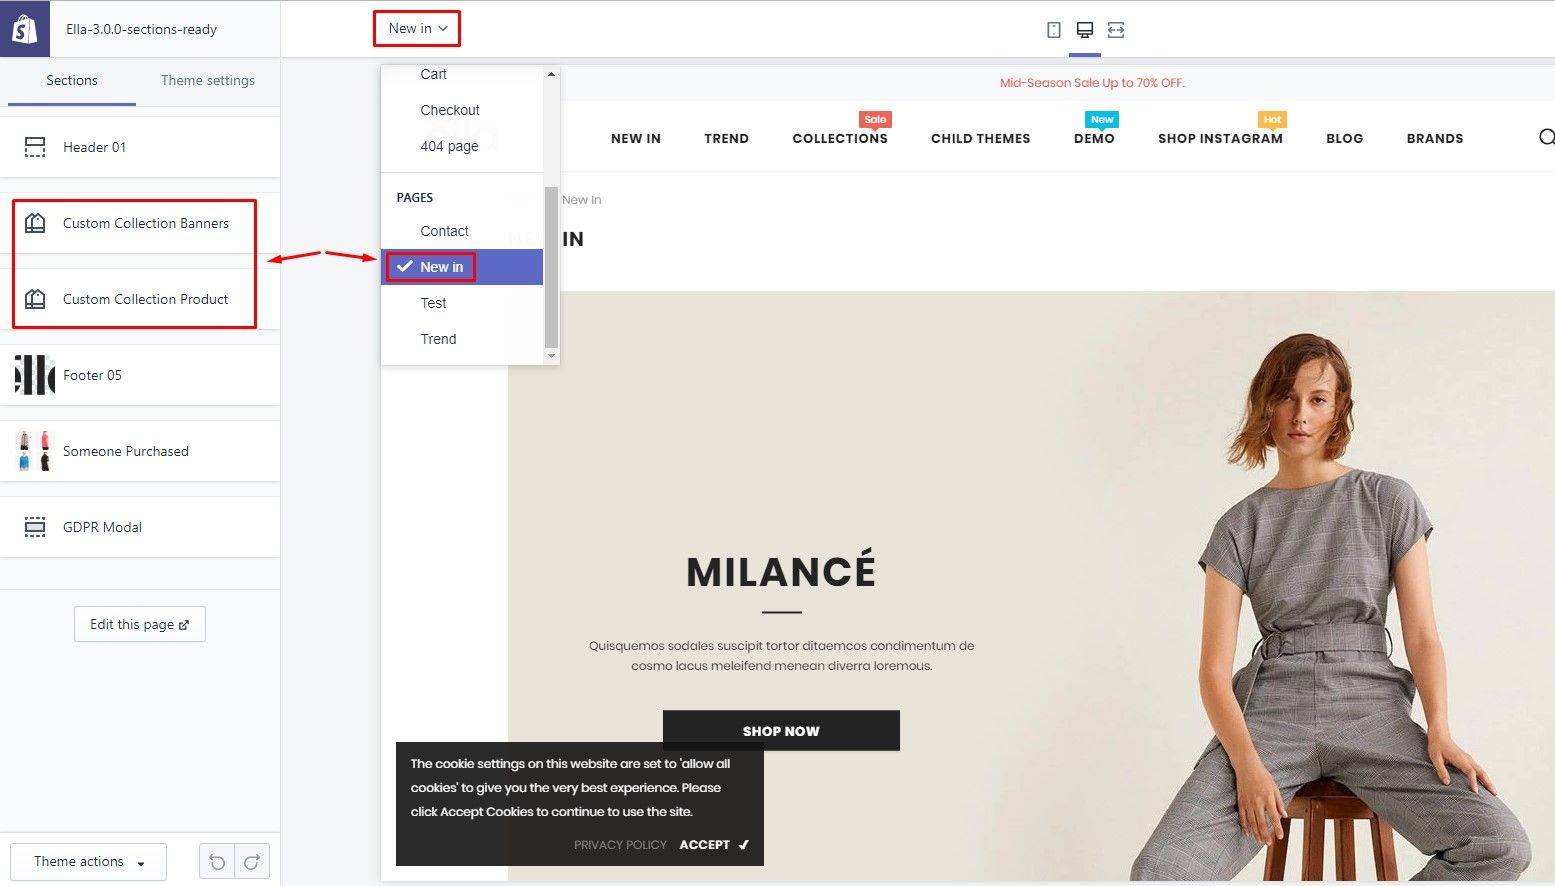 Ella-3.0.0-sections-ready
New in
Sections
Theme settings
Header 01
Custom Collection Banners
Custom Collection Product
Footer 05
Someone Purchased
GDPR Modal
Edit this page
Theme actions
Cart
Checkout
404 page
PAGES
Contact
New in
Test
Trend
Mid-Season Sale Up to 70% OFF.
Sale
New
Hot
ella
NEW IN
TREND
COLLECTIONS
CHILD THEMES
DEMO
SHOP INSTAGRAM
BLOG
BRANDS
New In
NEW IN
MILANCÉ
Quisquemos sodales suscipit tortor ditaemcos condimentum de
cosmo lacus meleifend menean diverra loremous.
SHOP NOW
The cookie settings on this website are set to 'allow all
cookies' to give you the very best experience. Please
click Accept Cookies to continue to use the site.
PRIVACY POLICY
ACCEPT